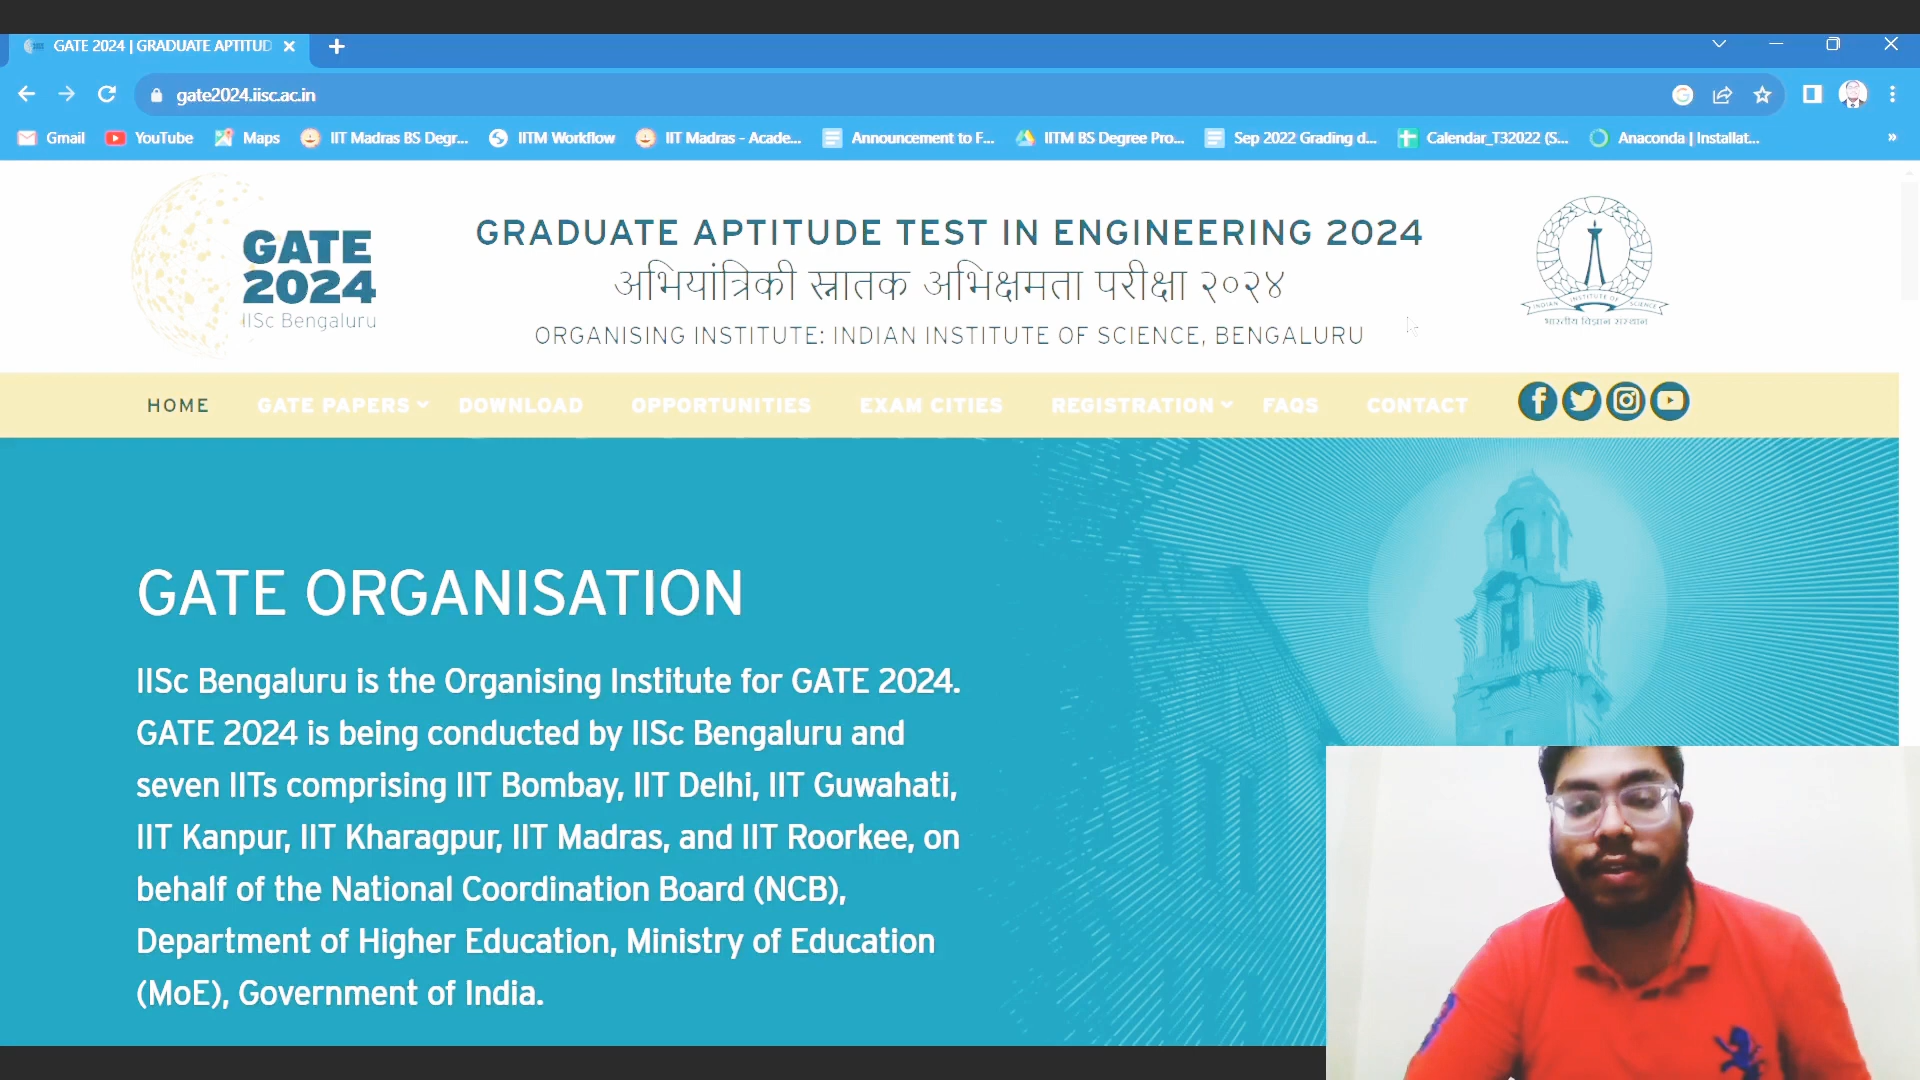 GATE 2024 | GRADUATE APTITUD
gate2024.iisc.ac.in
Gmail YouTube Maps IIT Madras BS Degr... IITM Workflow IIT Madras - Acade... Announcement to F... IITM BS Degree Pro... Sep 2022 Grading d... Calendar_T32022 (S... Anaconda | Installat... »
GATE
2024
IISc Bengaluru
GRADUATE APTITUDE TEST IN ENGINEERING 2024
अभियांत्रिकी स्नातक अभिक्षमता परीक्षा २०२४
ORGANISING INSTITUTE: INDIAN INSTITUTE OF SCIENCE, BENGALURU
INDIAN INSTITUTE OF SCIENCE
भारतीय विज्ञान संस्थान
HOME GATE PAPERS DOWNLOAD OPPORTUNITIES EXAM CITIES REGISTRATION FAQS CONTACT
GATE ORGANISATION
IISc Bengaluru is the Organising Institute for GATE 2024.
GATE 2024 is being conducted by IISc Bengaluru and
seven IITs comprising IIT Bombay, IIT Delhi, IIT Guwahati,
IIT Kanpur, IIT Kharagpur, IIT Madras, and IIT Roorkee, on
behalf of the National Coordination Board (NCB),
Department of Higher Education, Ministry of Education
(MoE), Government of India.